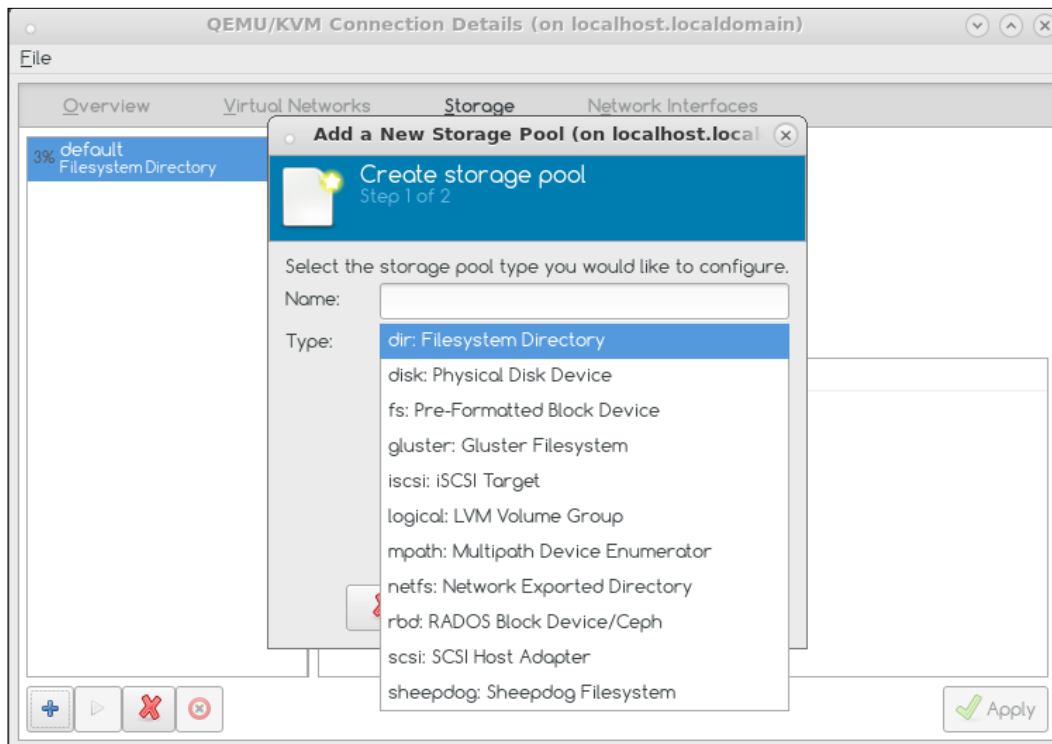 QEMU/KVM Connection Details (on localhost.localdomain)
File
Overview Virtual Networks Storage Network Interfaces
3% default
Filesystem Directory
Add a New Storage Pool (on localhost.local
Create storage pool
Step 1 of 2
Select the storage pool type you would like to configure.
Name:
Type:
dir: Filesystem Directory
disk: Physical Disk Device
fs: Pre-Formatted Block Device
gluster: Gluster Filesystem
iscsi: iSCSI Target
logical: LVM Volume Group
mpath: Multipath Device Enumerator
netfs: Network Exported Directory
rbd: RADOS Block Device/Ceph
scsi: SCSI Host Adapter
sheepdog: Sheepdog Filesystem
Apply